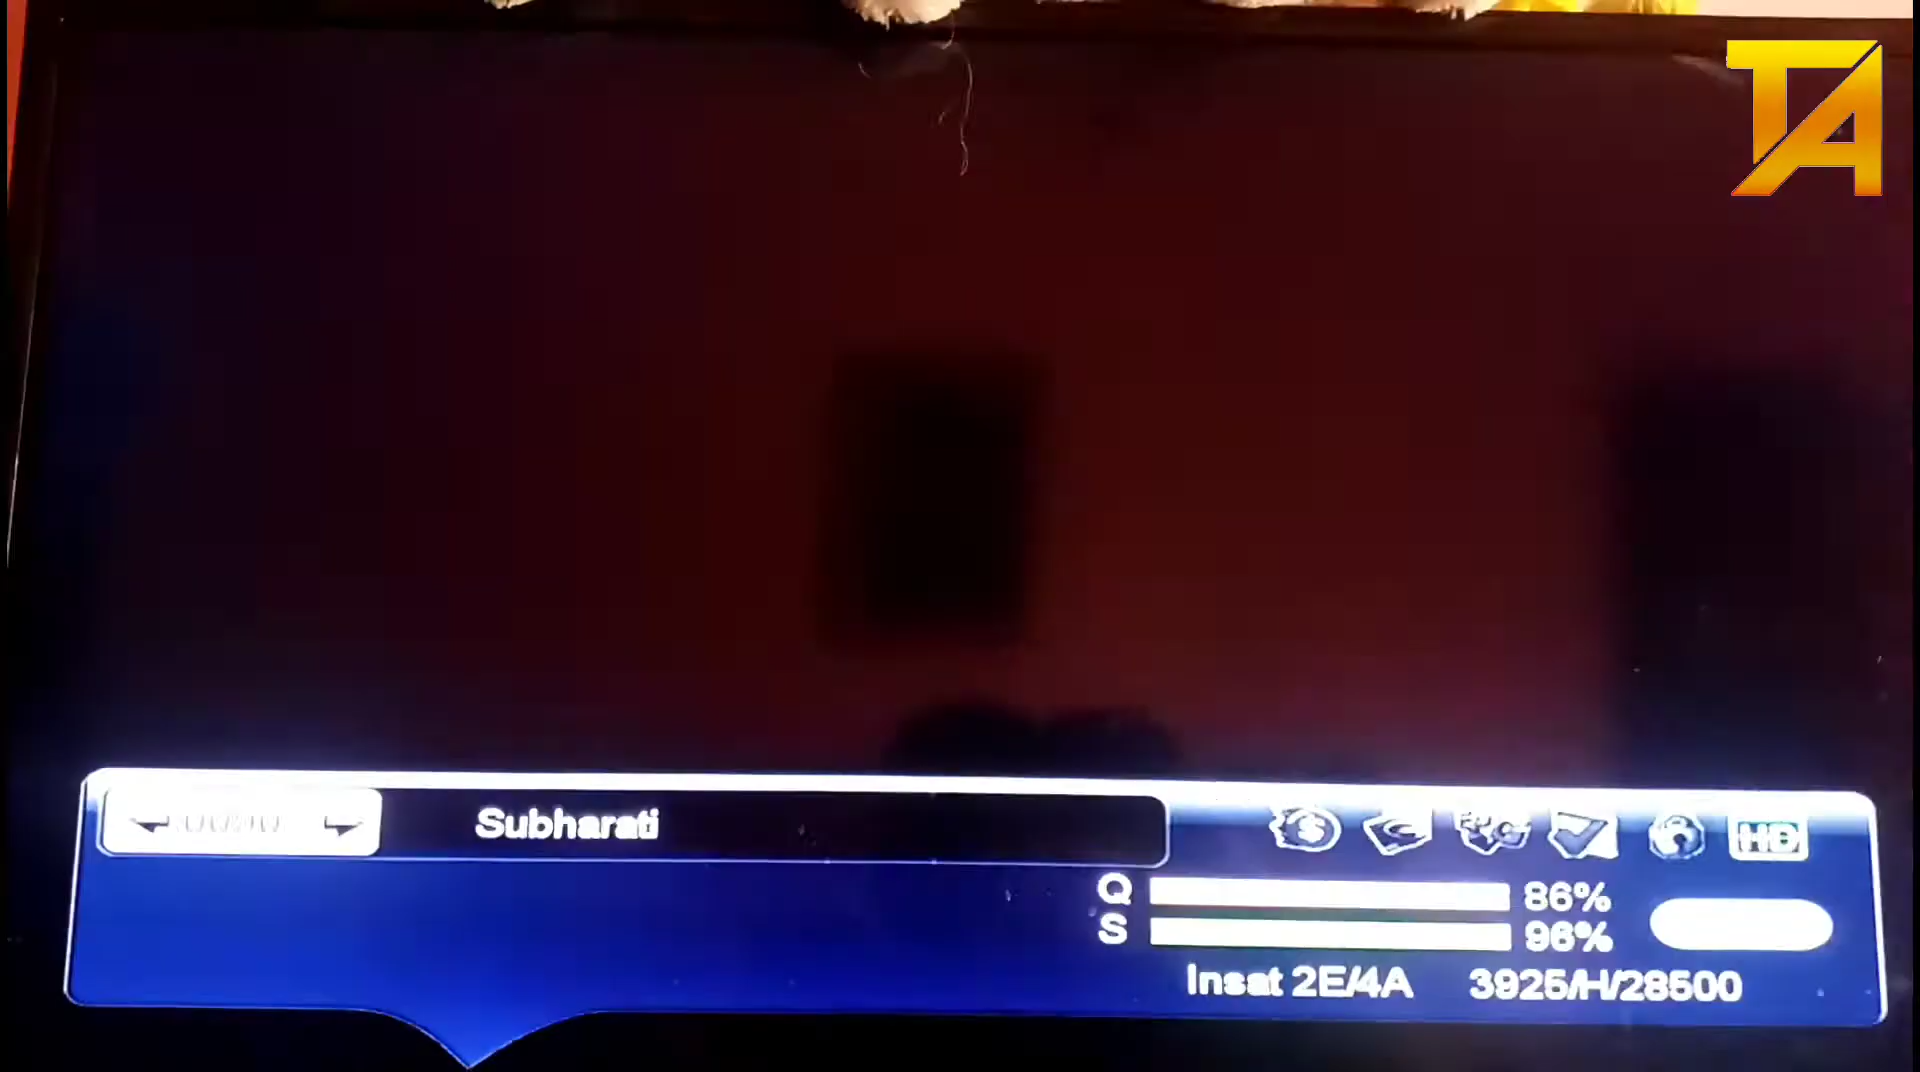 TA
Subharati
HD
Q 86%
S 96%
Insat 2E/4A 3925/H/28500